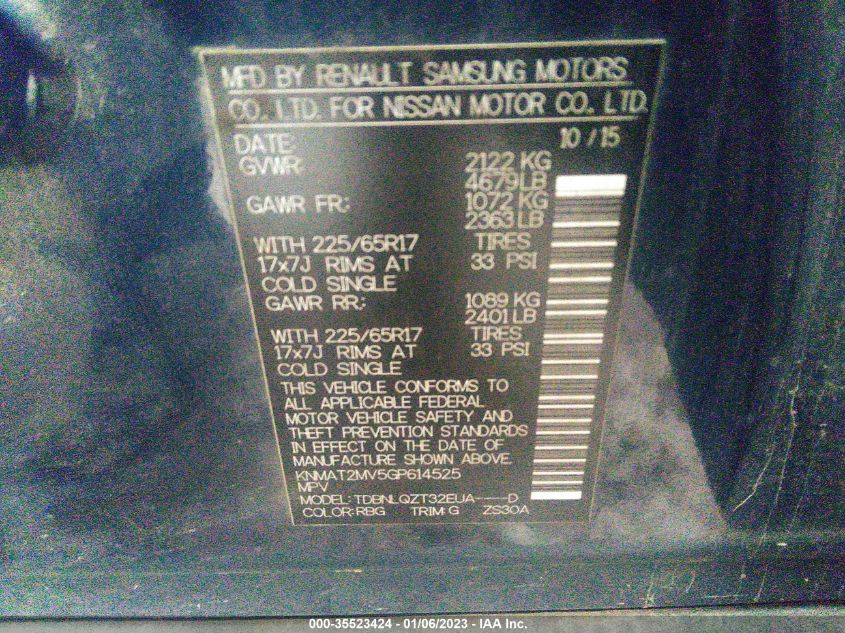 MFD BY RENAULT SAMSUNG MOTORS
CO., LTD. FOR NISSAN MOTOR CO., LTD.
DATE: 10 / 15
GVWR: 2122 KG
4679 LB
GAWR FR: 1072 KG
2363 LB
WITH 225/65R17 TIRES
17x7J RIMS AT 33 PSI
COLD SINGLE
GAWR RR: 1089 KG
2401 LB
WITH 225/65R17 TIRES
17x7J RIMS AT 33 PSI
COLD SINGLE
THIS VEHICLE CONFORMS TO
ALL APPLICABLE FEDERAL
MOTOR VEHICLE SAFETY AND
THEFT PREVENTION STANDARDS
IN EFFECT ON THE DATE OF
MANUFACTURE SHOWN ABOVE.
KNMAT2MV5GP614525
MPV
MODEL: TDBNLQZT32EUA----D
COLOR: RBG TRIM: G ZS30A
000-35523424 - 01/06/2023 - IAA Inc.